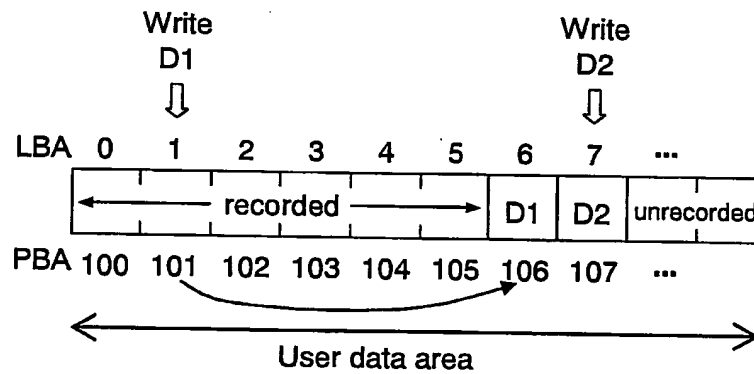 Write Write
D1 D2
LBA 0 1 2 3 4 5 6 7 ...
recorded D1 D2 unrecorded
PBA 100 101 102 103 104 105 106 107 ...
User data area